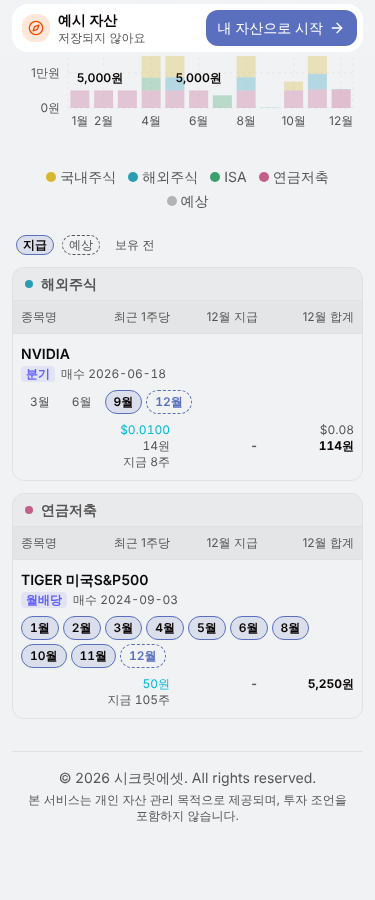 예시 자산
저장되지 않아요
내 자산으로 시작 →
1만원
5,000원 5,000원
0원
1월 2월 4월 6월 8월 10월 12월
국내주식 해외주식 ISA 연금저축
예상
지급 예상 보유 전
해외주식
종목명 최근 1주당 12월 지급 12월 합계
NVIDIA
분기 매수 2026-06-18
3월 6월 9월 12월
$0.0100 $0.08
14원 - 114원
지금 8주
연금저축
종목명 최근 1주당 12월 지급 12월 합계
TIGER 미국S&P500
월배당 매수 2024-09-03
1월 2월 3월 4월 5월 6월 8월
10월 11월 12월
50원 - 5,250원
지금 105주
© 2026 시크릿에셋. All rights reserved.
본 서비스는 개인 자산 관리 목적으로 제공되며, 투자 조언을
포함하지 않습니다.